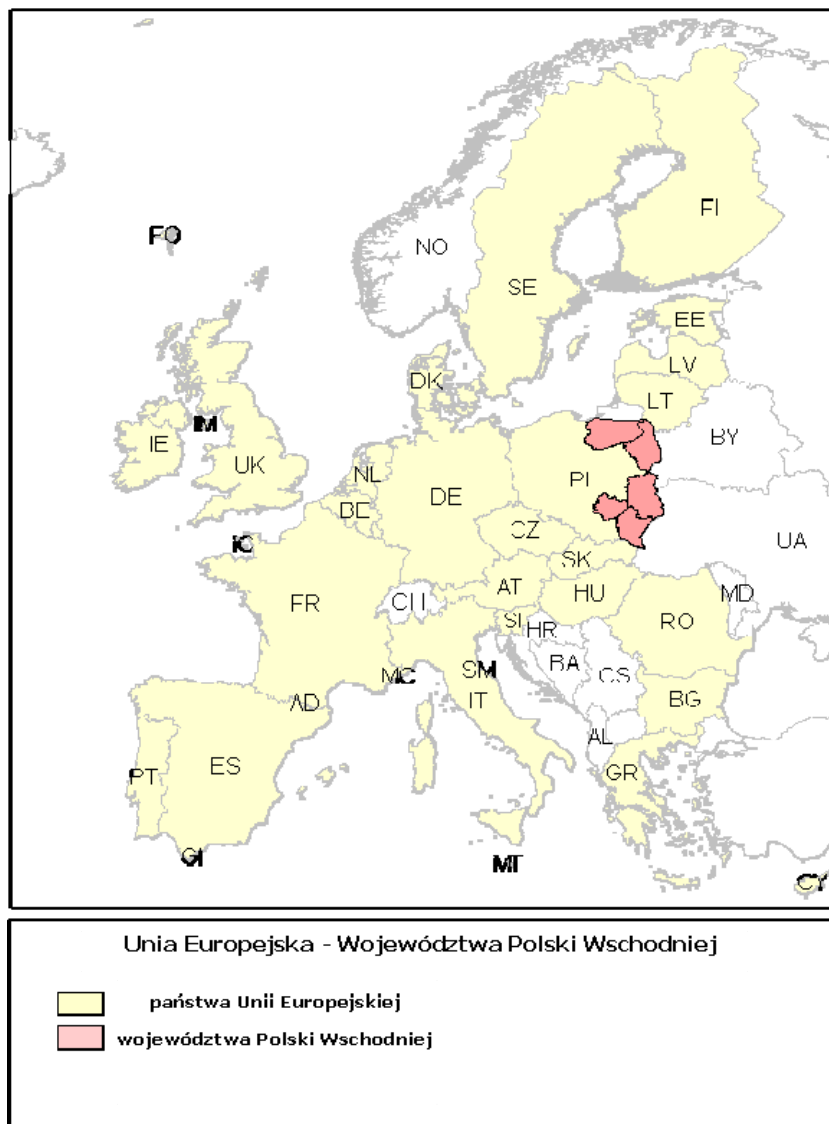 FI
FO
NO
SE
EE
LV
DK
LT
IM
BY
IE
UK
NL
DE
PL
BE
CZ
UA
IC
SK
AT
HU
MD
FR
CH
SI
HR
RO
BA
CS
MC
SM
AD
IT
BG
AL
PT
ES
GR
GI
MT
CY
Unia Europejska - Województwa Polski Wschodniej
państwa Unii Europejskiej
województwa Polski Wschodniej